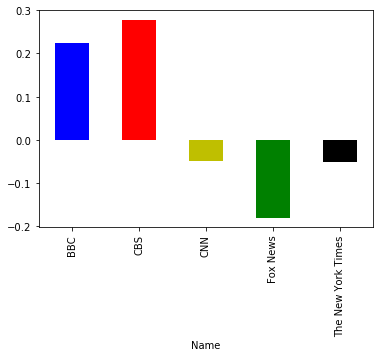 0.3
0.2
0.1
0.0
−0.1
−0.2
BBC
CBS
CNN
Fox News
The New York Times
Name